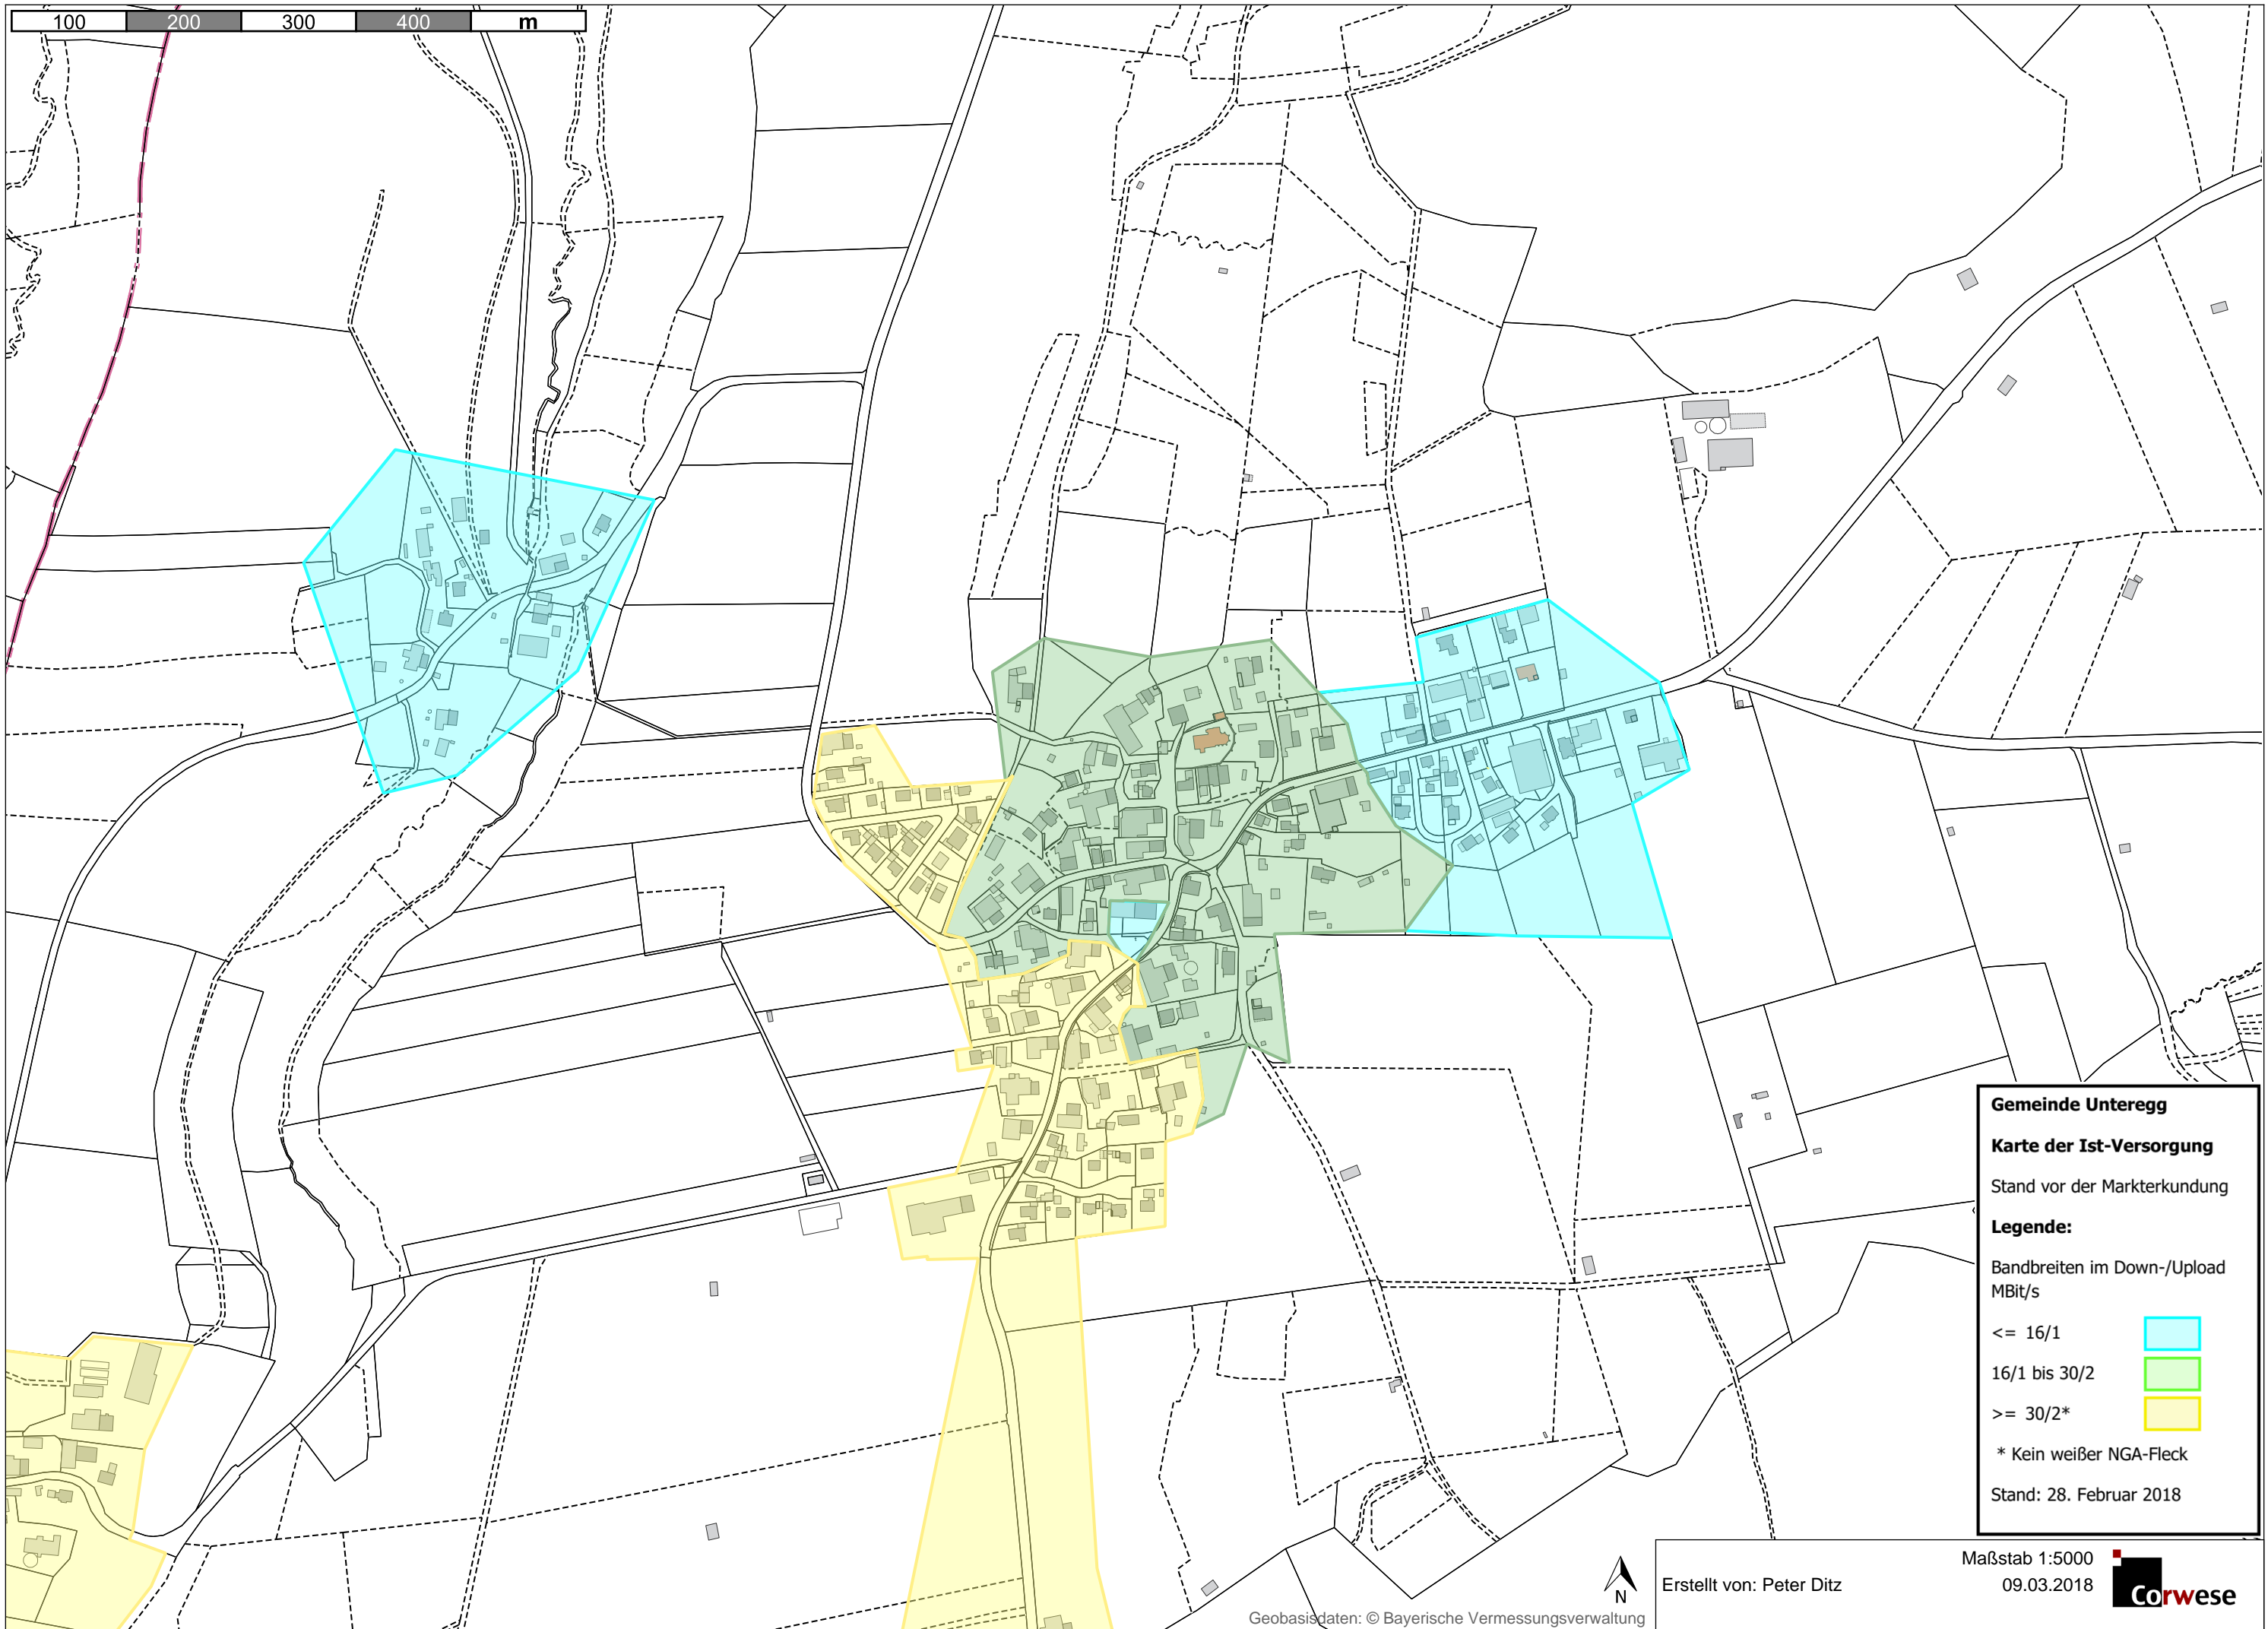 100 200 300 400 m
Gemeinde Unteregg
Karte der Ist-Versorgung
Stand vor der Markterkundung
Legende:
Bandbreiten im Down-/Upload
MBit/s
<= 16/1
16/1 bis 30/2
>= 30/2*
* Kein weißer NGA-Fleck
Stand: 28. Februar 2018
N
Geobasisdaten: © Bayerische Vermessungsverwaltung
Erstellt von: Peter Ditz
Maßstab 1:5000
09.03.2018
Corwese